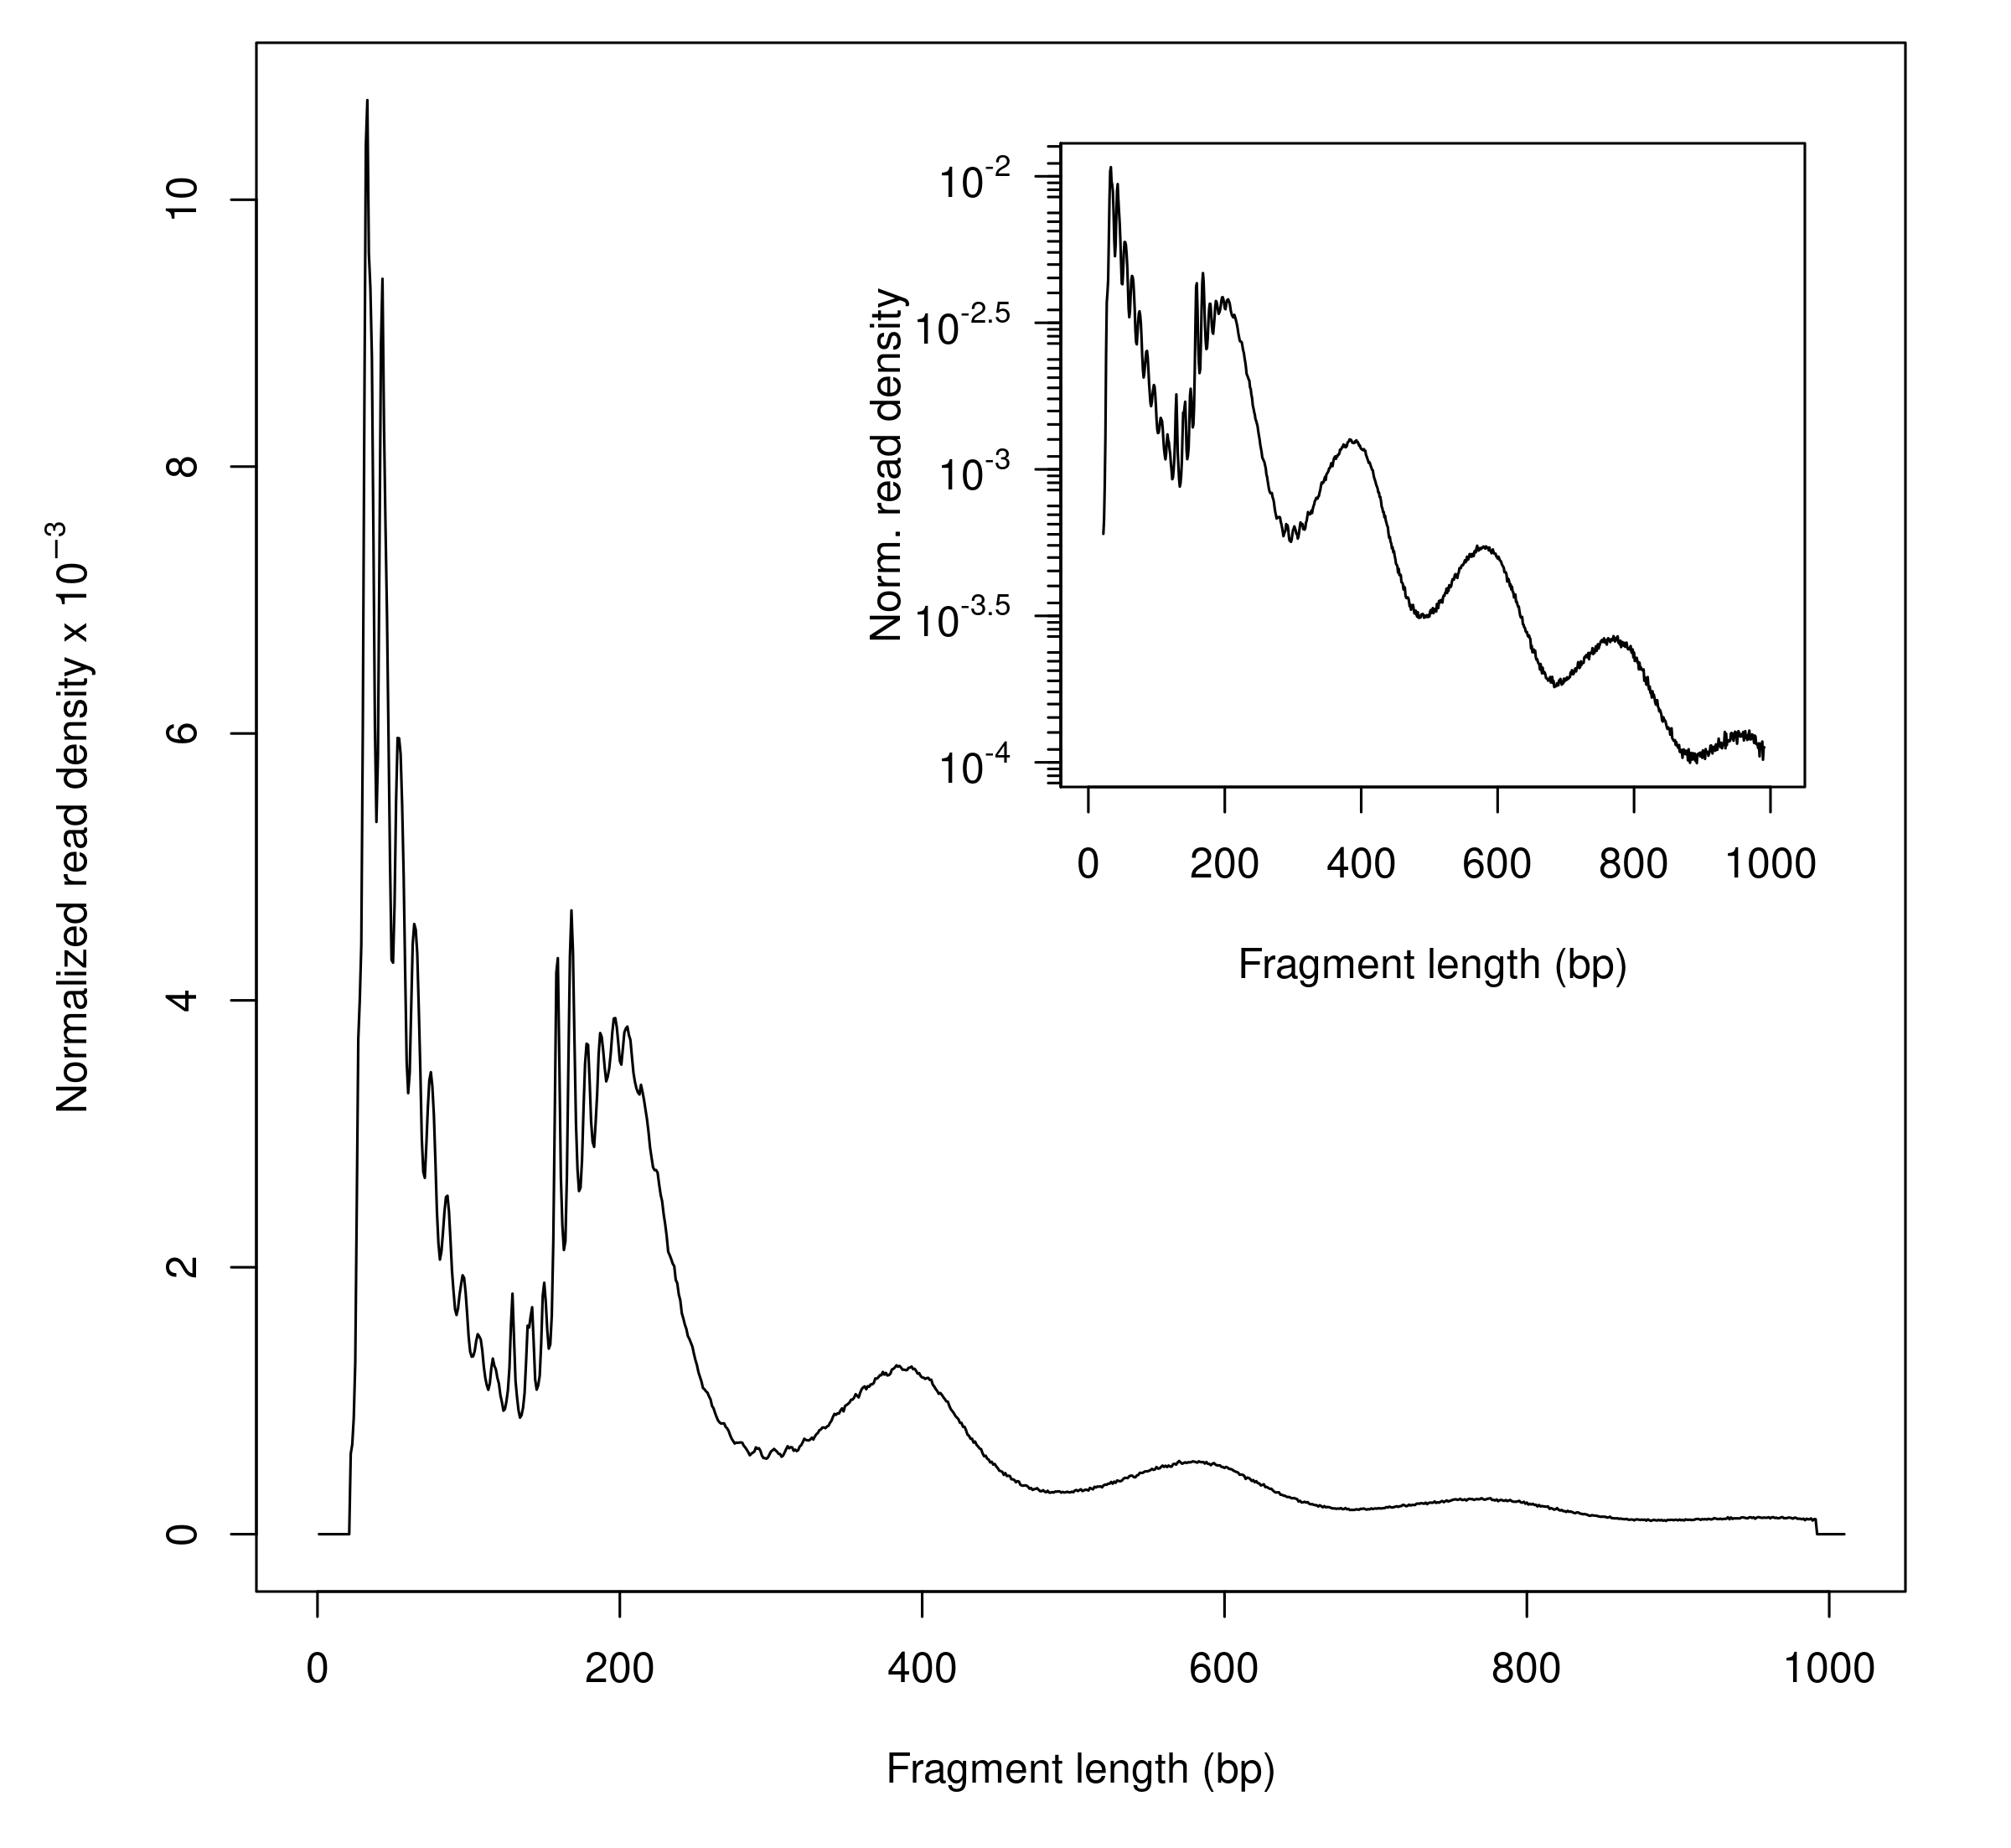 Normalized read density x 10⁻³
10
8
6
4
2
0
0 200 400 600 800 1000
Fragment length (bp)
Norm. read density
10⁻²
10⁻²·⁵
10⁻³
10⁻³·⁵
10⁻⁴
0 200 400 600 800 1000
Fragment length (bp)